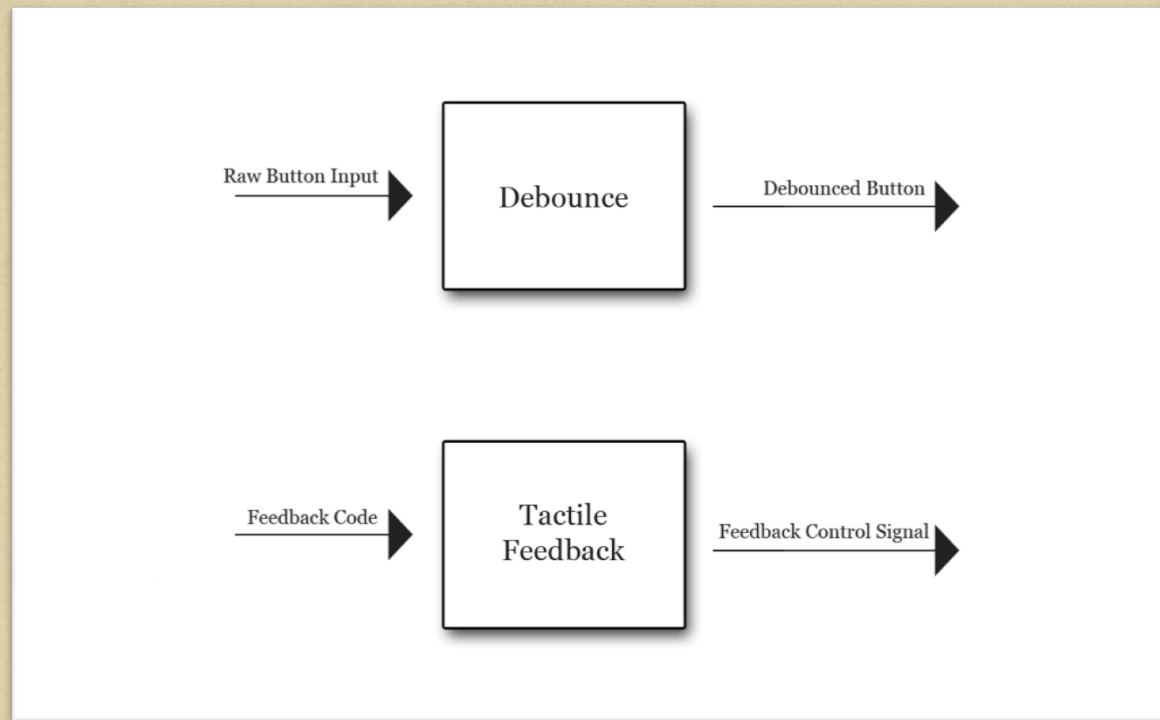 Raw Button Input
Debounce
Debounced Button
Feedback Code
Tactile
Feedback
Feedback Control Signal